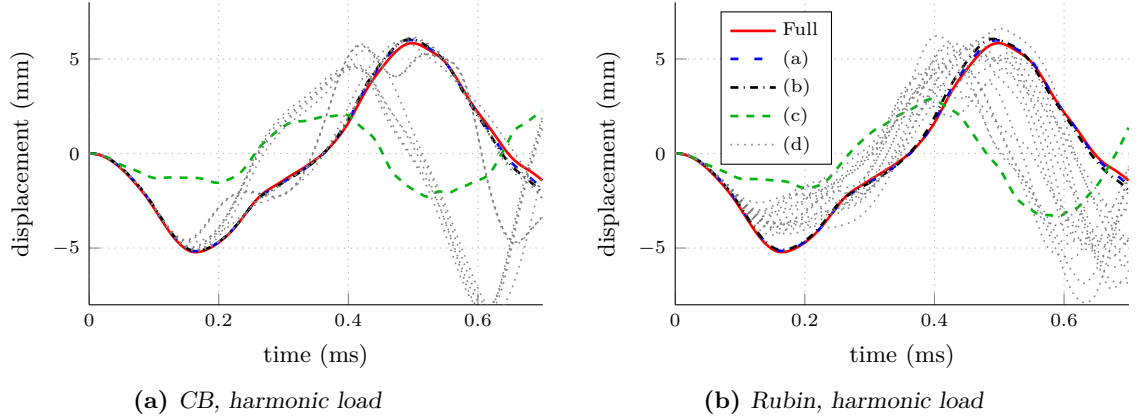 displacement (mm)
5
0
−5
0
0.2
0.4
0.6
time (ms)
(a) CB, harmonic load
displacement (mm)
5
0
−5
0
0.2
0.4
0.6
time (ms)
Full
(a)
(b)
(c)
(d)
(b) Rubin, harmonic load